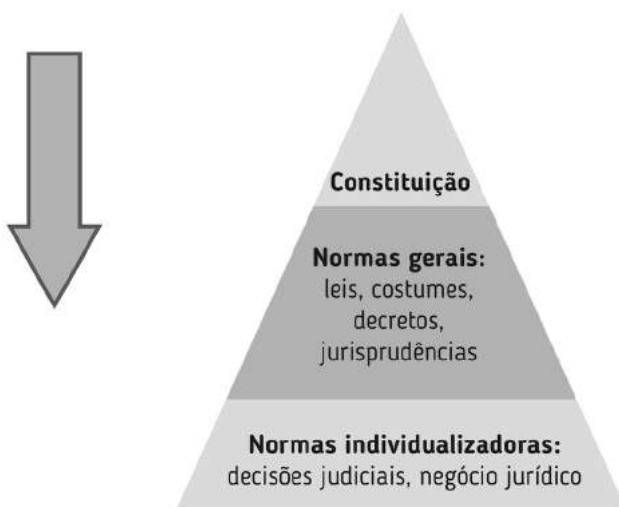 Constituição
Normas gerais:
leis, costumes,
decretos,
jurisprudências
Normas individualizadoras:
decisões judiciais, negócio jurídico